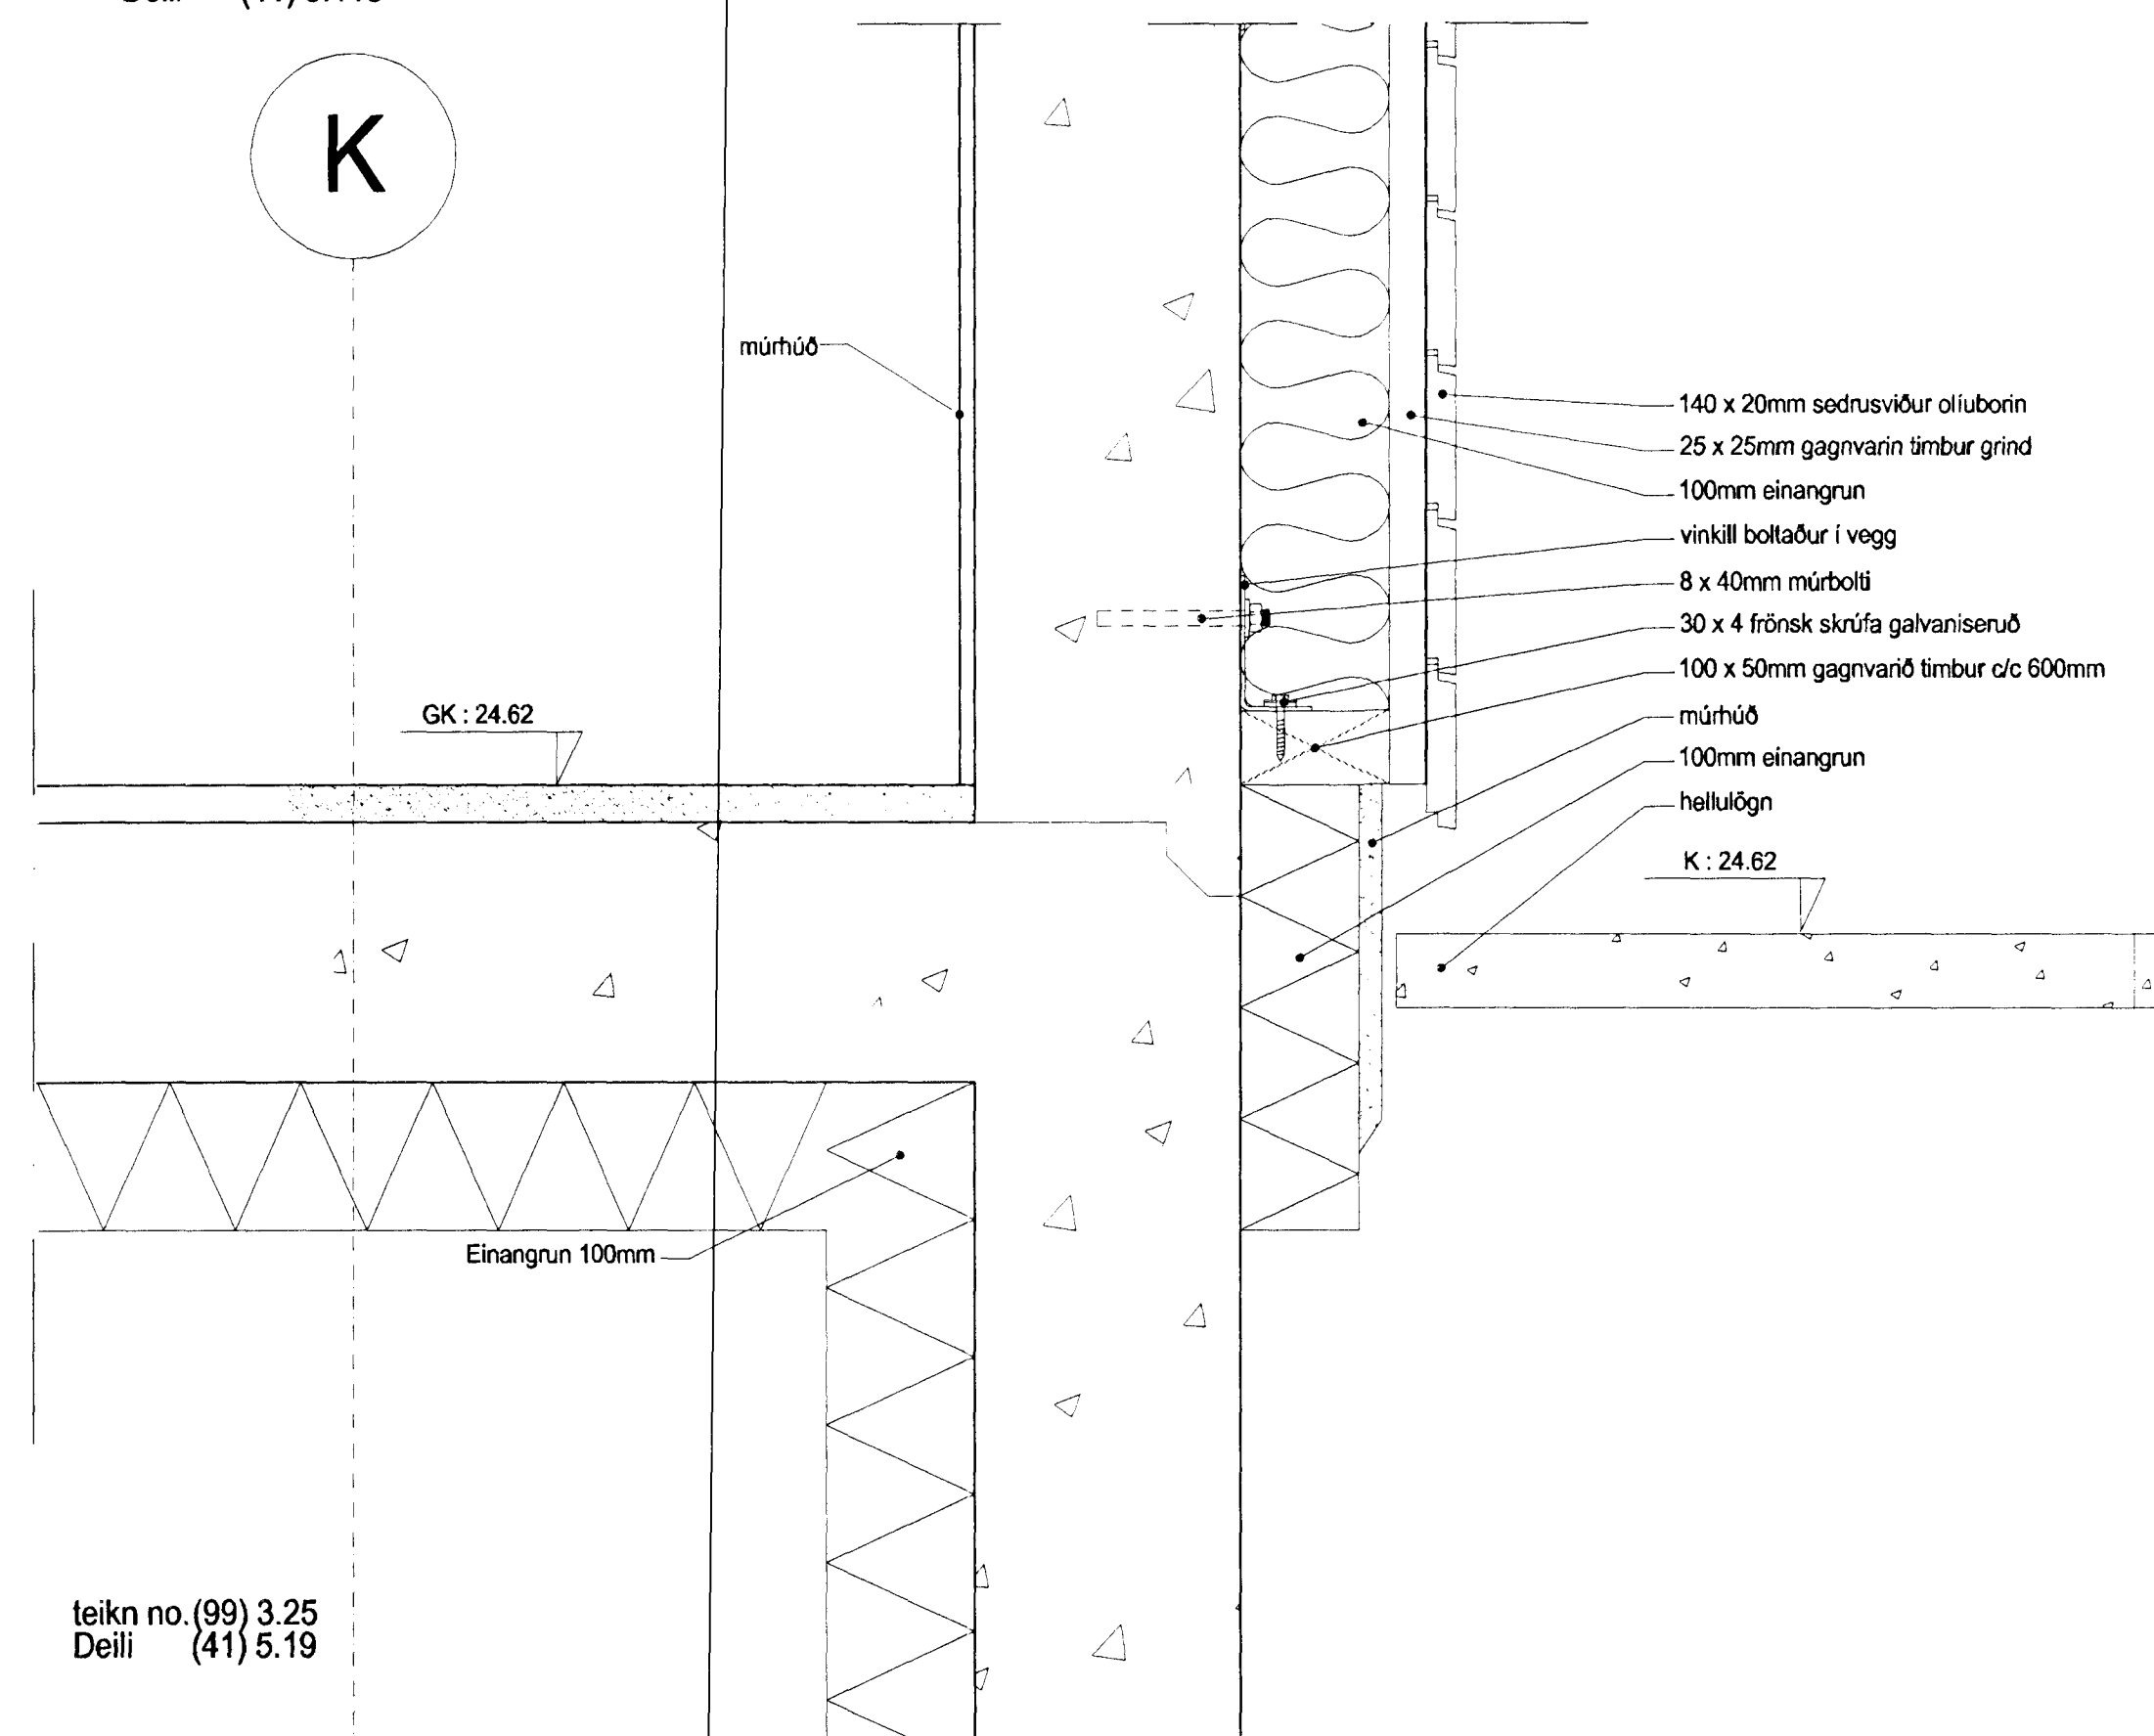 K
múrhúð
140 x 20mm sedrusviður olíuborin
25 x 25mm gagnvarin timbur grind
100mm einangrun
vinkill boltaður í vegg
8 x 40mm múrbolti
30 x 4 frönsk skrúfa galvaniseruð
100 x 50mm gagnvarið timbur c/c 600mm
múrhúð
100mm einangrun
hellulögn
GK : 24.62
K : 24.62
Einangrun 100mm
teikn no.(99) 3.25
Deili (41) 5.19